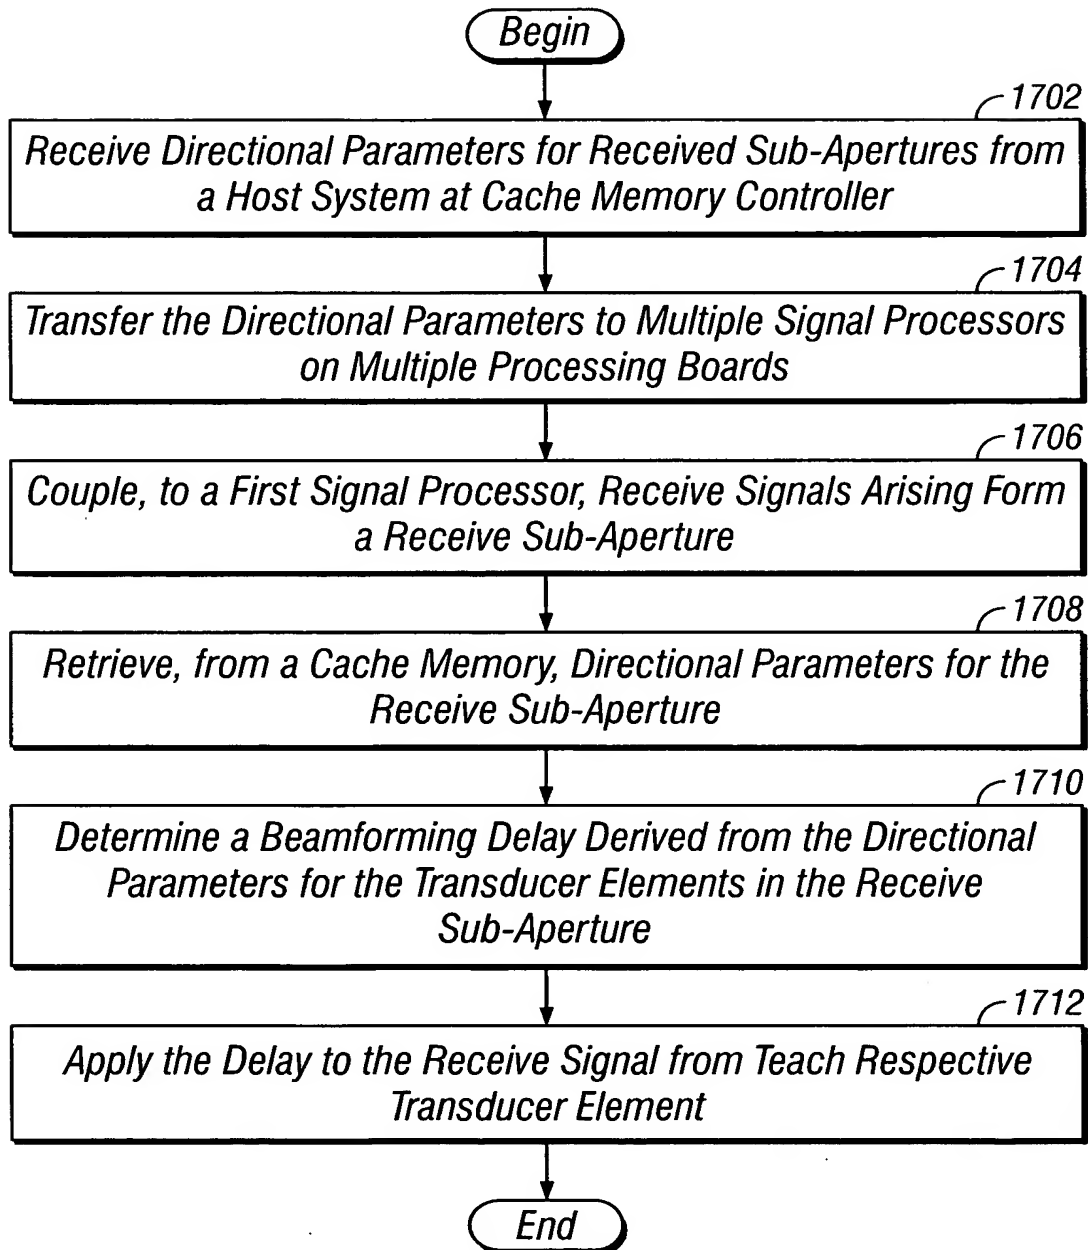 Begin
1702
Receive Directional Parameters for Received Sub-Apertures from
a Host System at Cache Memory Controller
1704
Transfer the Directional Parameters to Multiple Signal Processors
on Multiple Processing Boards
1706
Couple, to a First Signal Processor, Receive Signals Arising Form
a Receive Sub-Aperture
1708
Retrieve, from a Cache Memory, Directional Parameters for the
Receive Sub-Aperture
1710
Determine a Beamforming Delay Derived from the Directional
Parameters for the Transducer Elements in the Receive
Sub-Aperture
1712
Apply the Delay to the Receive Signal from Teach Respective
Transducer Element
End